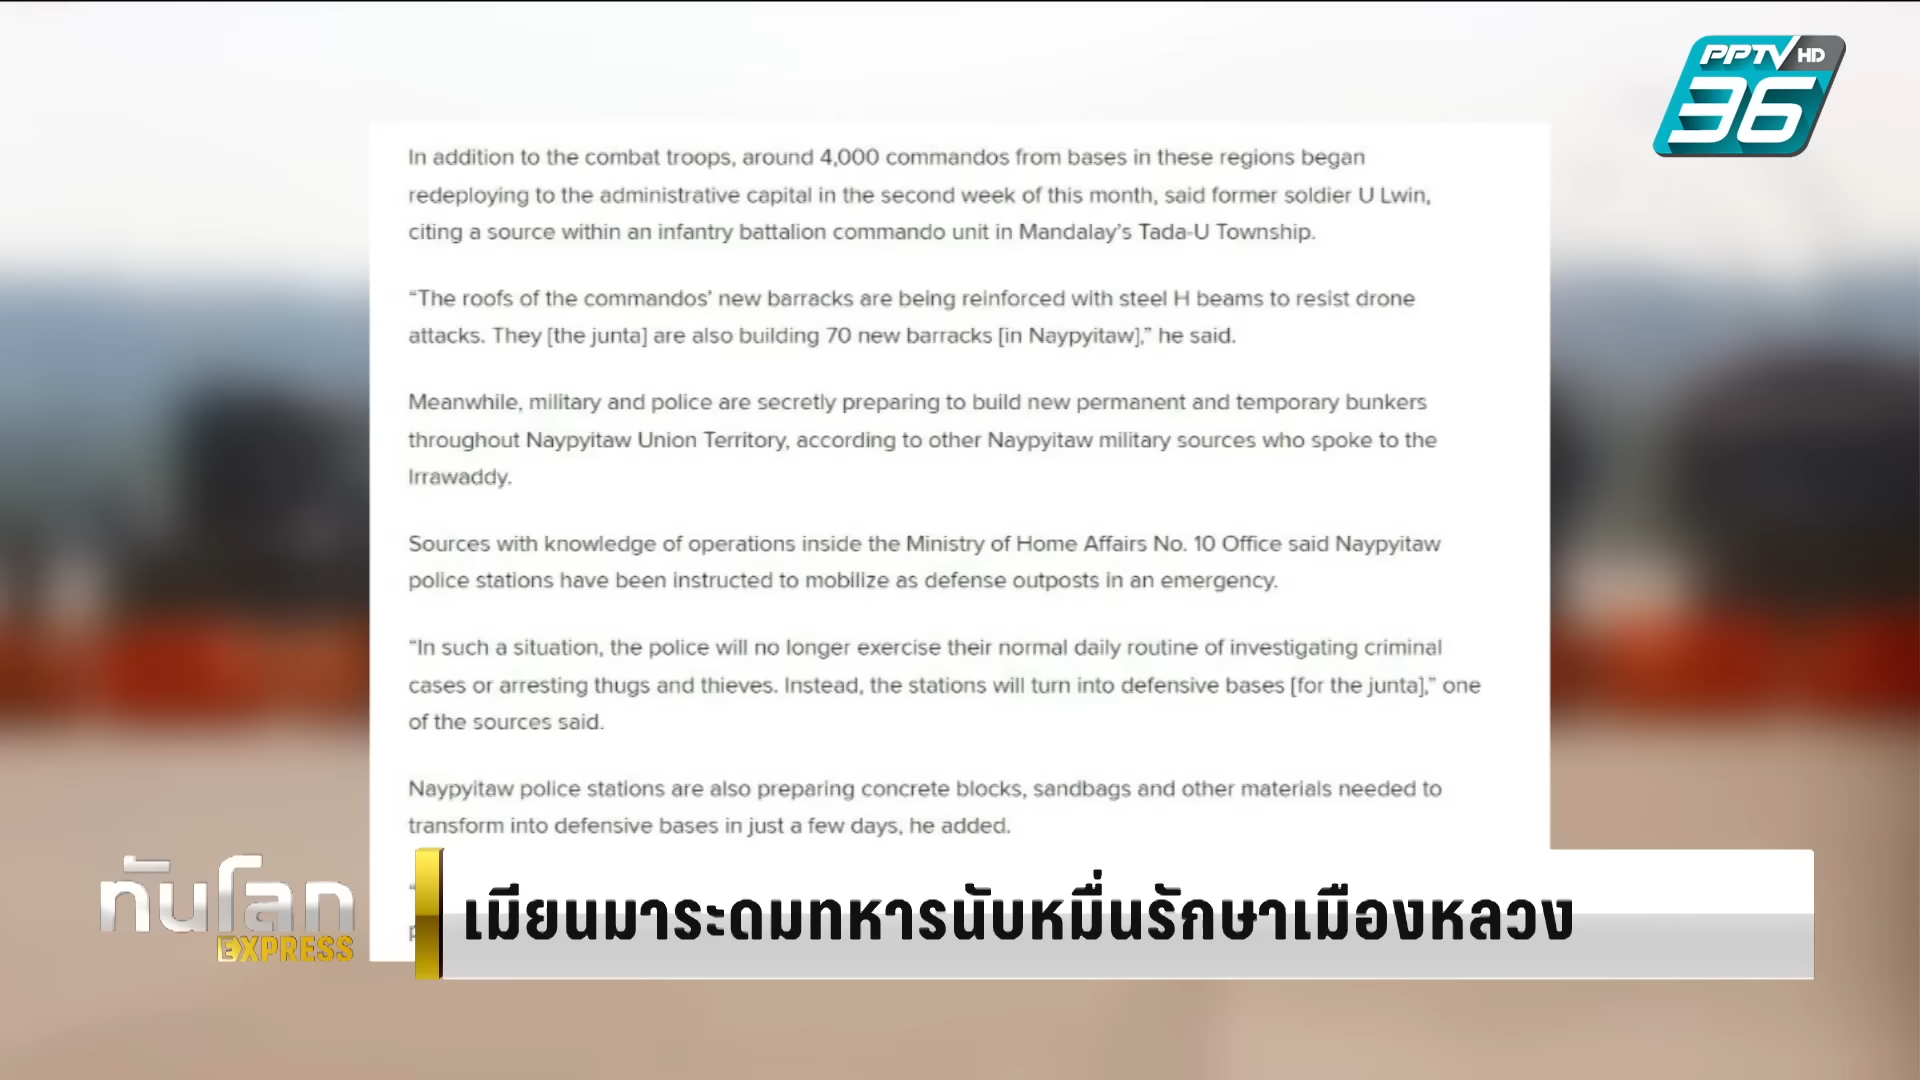 PPTV HD
36
In addition to the combat troops, around 4,000 commandos from bases in these regions began
redeploying to the administrative capital in the second week of this month, said former soldier U Lwin,
citing a source within an infantry battalion commando unit in Mandalay’s Tada-U Township.
“The roofs of the commandos’ new barracks are being reinforced with steel H beams to resist drone
attacks. They [the junta] are also building 70 new barracks [in Naypyitaw],” he said.
Meanwhile, military and police are secretly preparing to build new permanent and temporary bunkers
throughout Naypyitaw Union Territory, according to other Naypyitaw military sources who spoke to the
Irrawaddy.
Sources with knowledge of operations inside the Ministry of Home Affairs No. 10 Office said Naypyitaw
police stations have been instructed to mobilize as defense outposts in an emergency.
“In such a situation, the police will no longer exercise their normal daily routine of investigating criminal
cases or arresting thugs and thieves. Instead, the stations will turn into defensive bases [for the junta],” one
of the sources said.
Naypyitaw police stations are also preparing concrete blocks, sandbags and other materials needed to
transform into defensive bases in just a few days, he added.
ทันโลก
EXPRESS
เมียนมาระดมทหารนับหมื่นรักษาเมืองหลวง